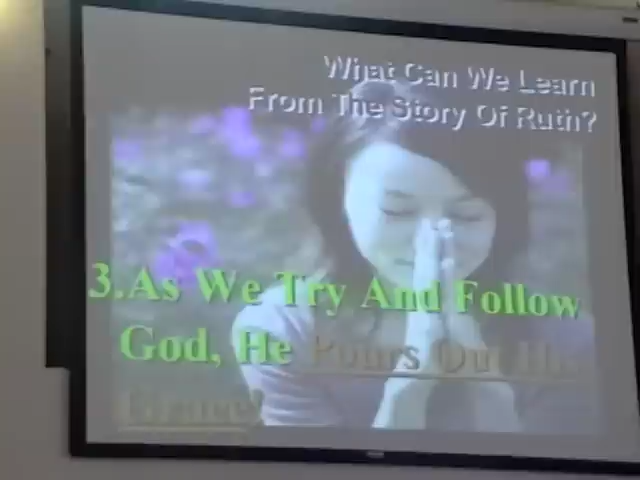 What Can We Learn
From The Story Of Ruth?
3.As We Try And Follow
God, He Pours Out His
Grace!